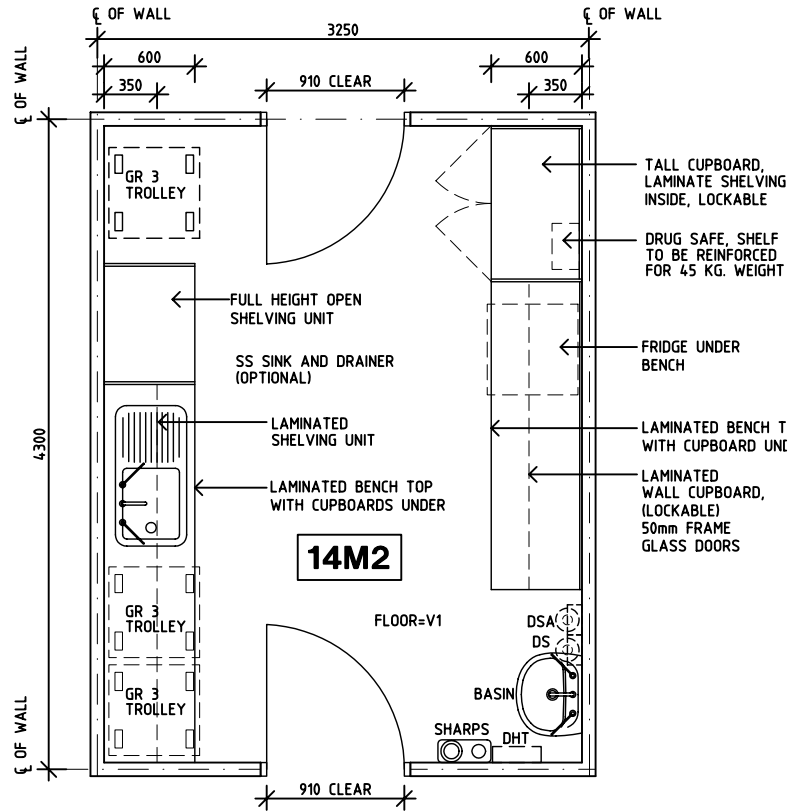 ℄ OF WALL
℄ OF WALL
3250
600
910 CLEAR
600
350
350
℄ OF WALL
GR 3
TROLLEY
TALL CUPBOARD,
LAMINATE SHELVING
INSIDE, LOCKABLE
DRUG SAFE, SHELF
TO BE REINFORCED
FOR 45 KG. WEIGHT
FULL HEIGHT OPEN
SHELVING UNIT
FRIDGE UNDER
BENCH
SS SINK AND DRAINER
(OPTIONAL)
4300
LAMINATED
SHELVING UNIT
LAMINATED BENCH T
WITH CUPBOARD UND
LAMINATED BENCH TOP
WITH CUPBOARDS UNDER
LAMINATED
WALL CUPBOARD,
(LOCKABLE)
50mm FRAME
GLASS DOORS
14M2
GR 3
TROLLEY
FLOOR=V1
DSA
DS
GR 3
TROLLEY
BASIN
SHARPS
DHT
℄ OF WALL
910 CLEAR